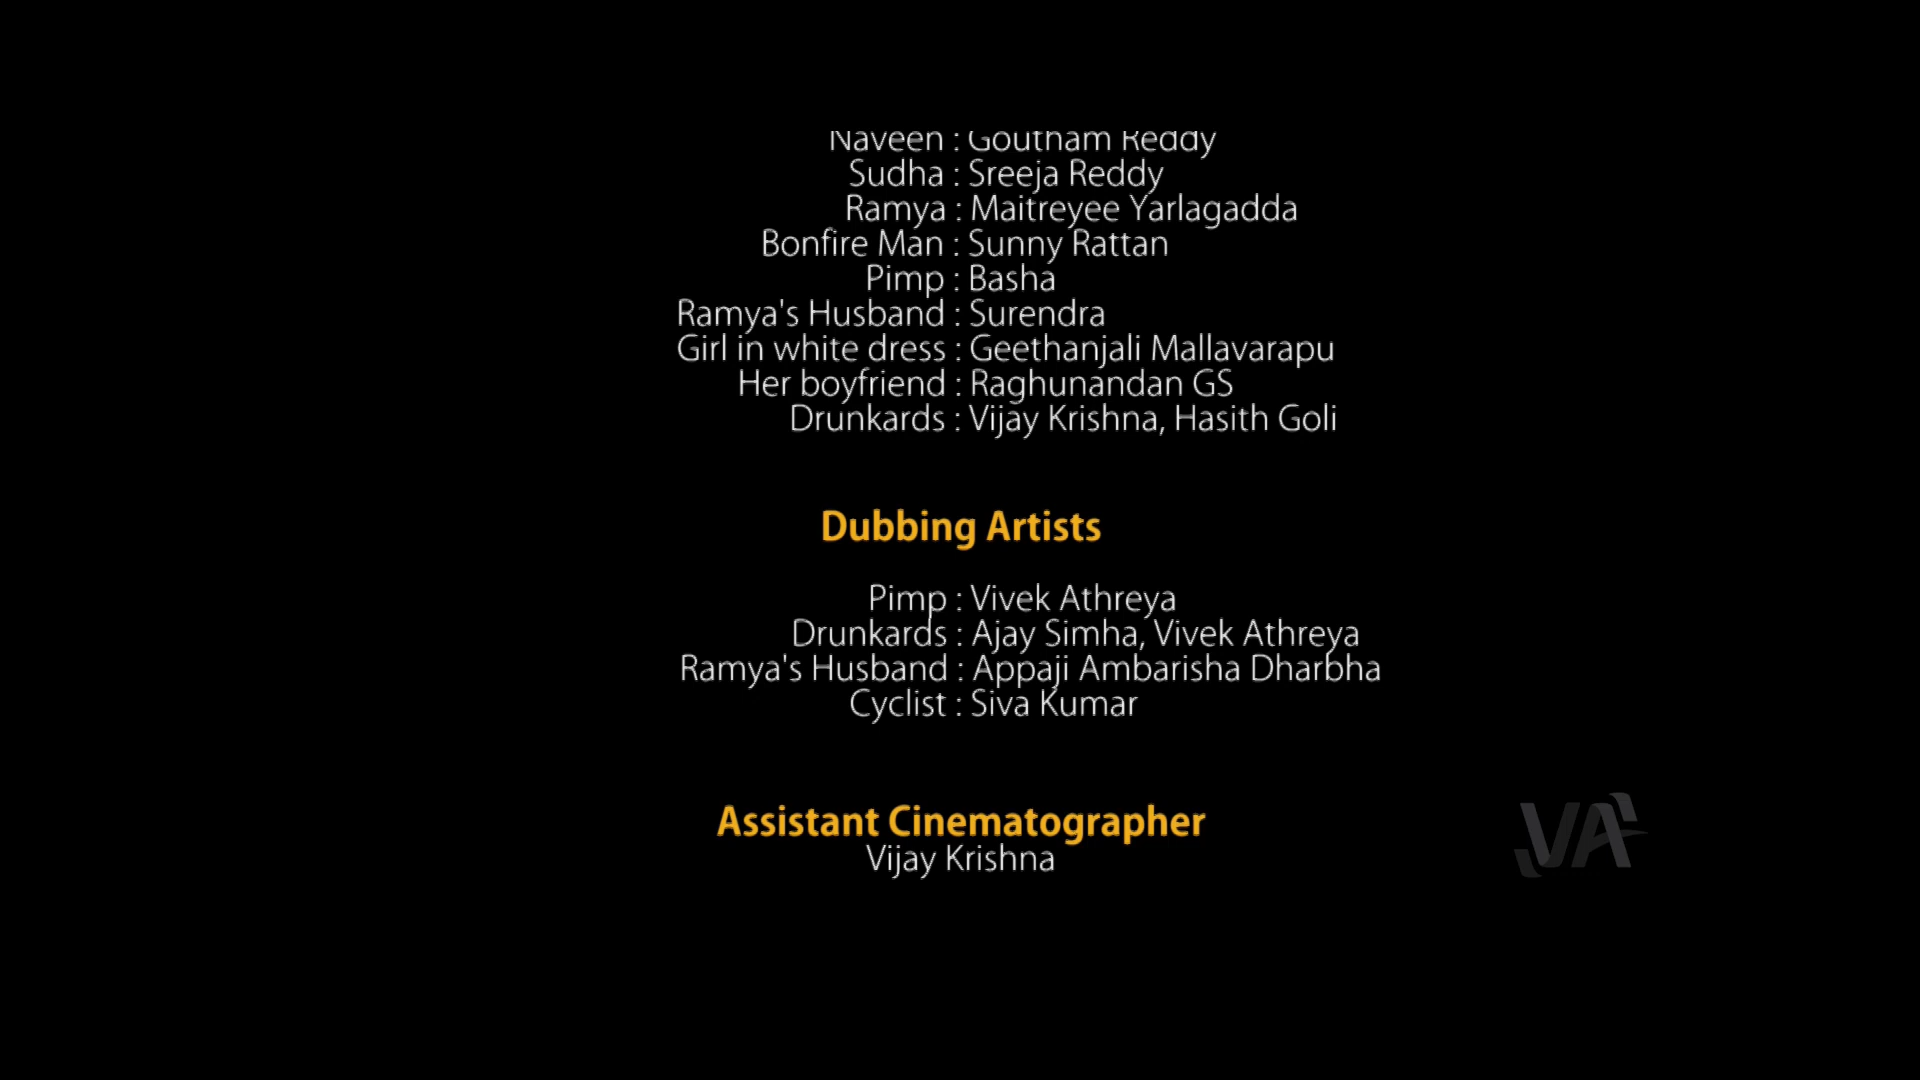 Naveen : Goutham Reddy
Sudha : Sreeja Reddy
Ramya : Maitreyee Yarlagadda
Bonfire Man : Sunny Rattan
Pimp : Basha
Ramya's Husband : Surendra
Girl in white dress : Geethanjali Mallavarapu
Her boyfriend : Raghunandan GS
Drunkards : Vijay Krishna, Hasith Goli
Dubbing Artists
Pimp : Vivek Athreya
Drunkards : Ajay Simha, Vivek Athreya
Ramya's Husband : Appaji Ambarisha Dharbha
Cyclist : Siva Kumar
Assistant Cinematographer
Vijay Krishna
VA